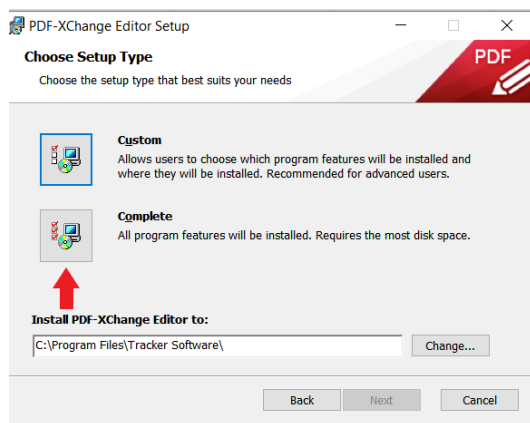 PDF-XChange Editor Setup
Choose Setup Type
PDF
Choose the setup type that best suits your needs
Custom
Allows users to choose which program features will be installed and
where they will be installed. Recommended for advanced users.
Complete
All program features will be installed. Requires the most disk space.
Install PDF-XChange Editor to:
C:\Program Files\Tracker Software\
Change...
Back
Next
Cancel